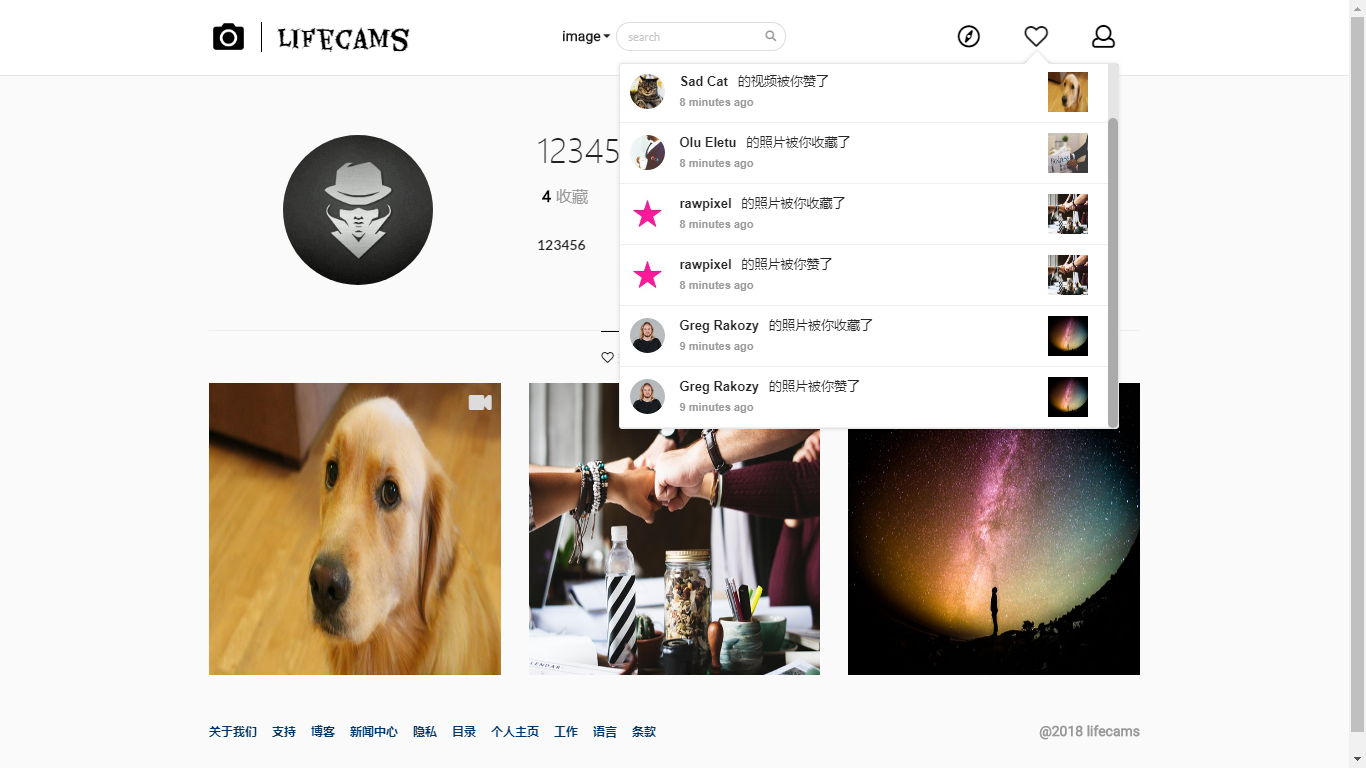 LIFECAMS
image
search
Sad Cat 的视频被你赞了
8 minutes ago
Olu Eletu 的照片被你收藏了
8 minutes ago
rawpixel 的照片被你收藏了
8 minutes ago
rawpixel 的照片被你赞了
8 minutes ago
Greg Rakozy 的照片被你收藏了
9 minutes ago
Greg Rakozy 的照片被你赞了
9 minutes ago
12345
4 收藏
123456
LENDAR
关于我们 支持 博客 新闻中心 隐私 目录 个人主页 工作 语言 条款
@2018 lifecams